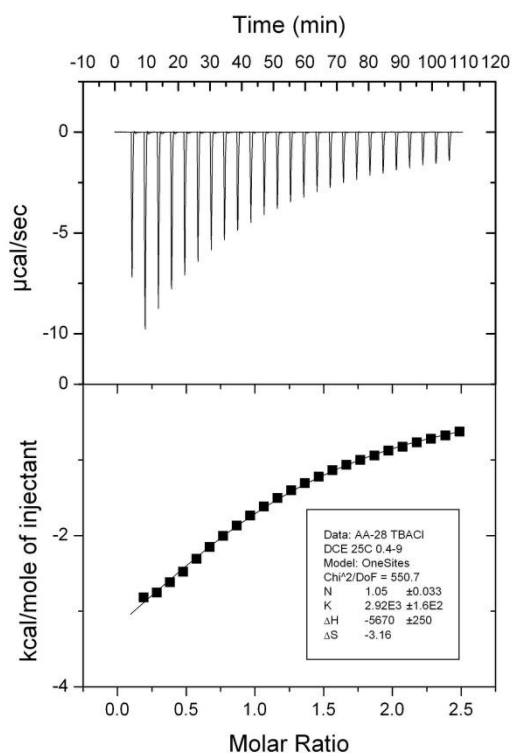 Time (min)
-10 0 10 20 30 40 50 60 70 80 90 100 110 120
0
-5
-10
µcal/sec
0
-2
-4
kcal/mole of injectant
Data: AA-28 TBACl
DCE 25C 0.4-9
Model: OneSites
Chi^2/DoF = 550.7
N 1.05 ±0.033
K 2.92E3 ±1.6E2
ΔH -5670 ±250
ΔS -3.16
0.0 0.5 1.0 1.5 2.0 2.5
Molar Ratio